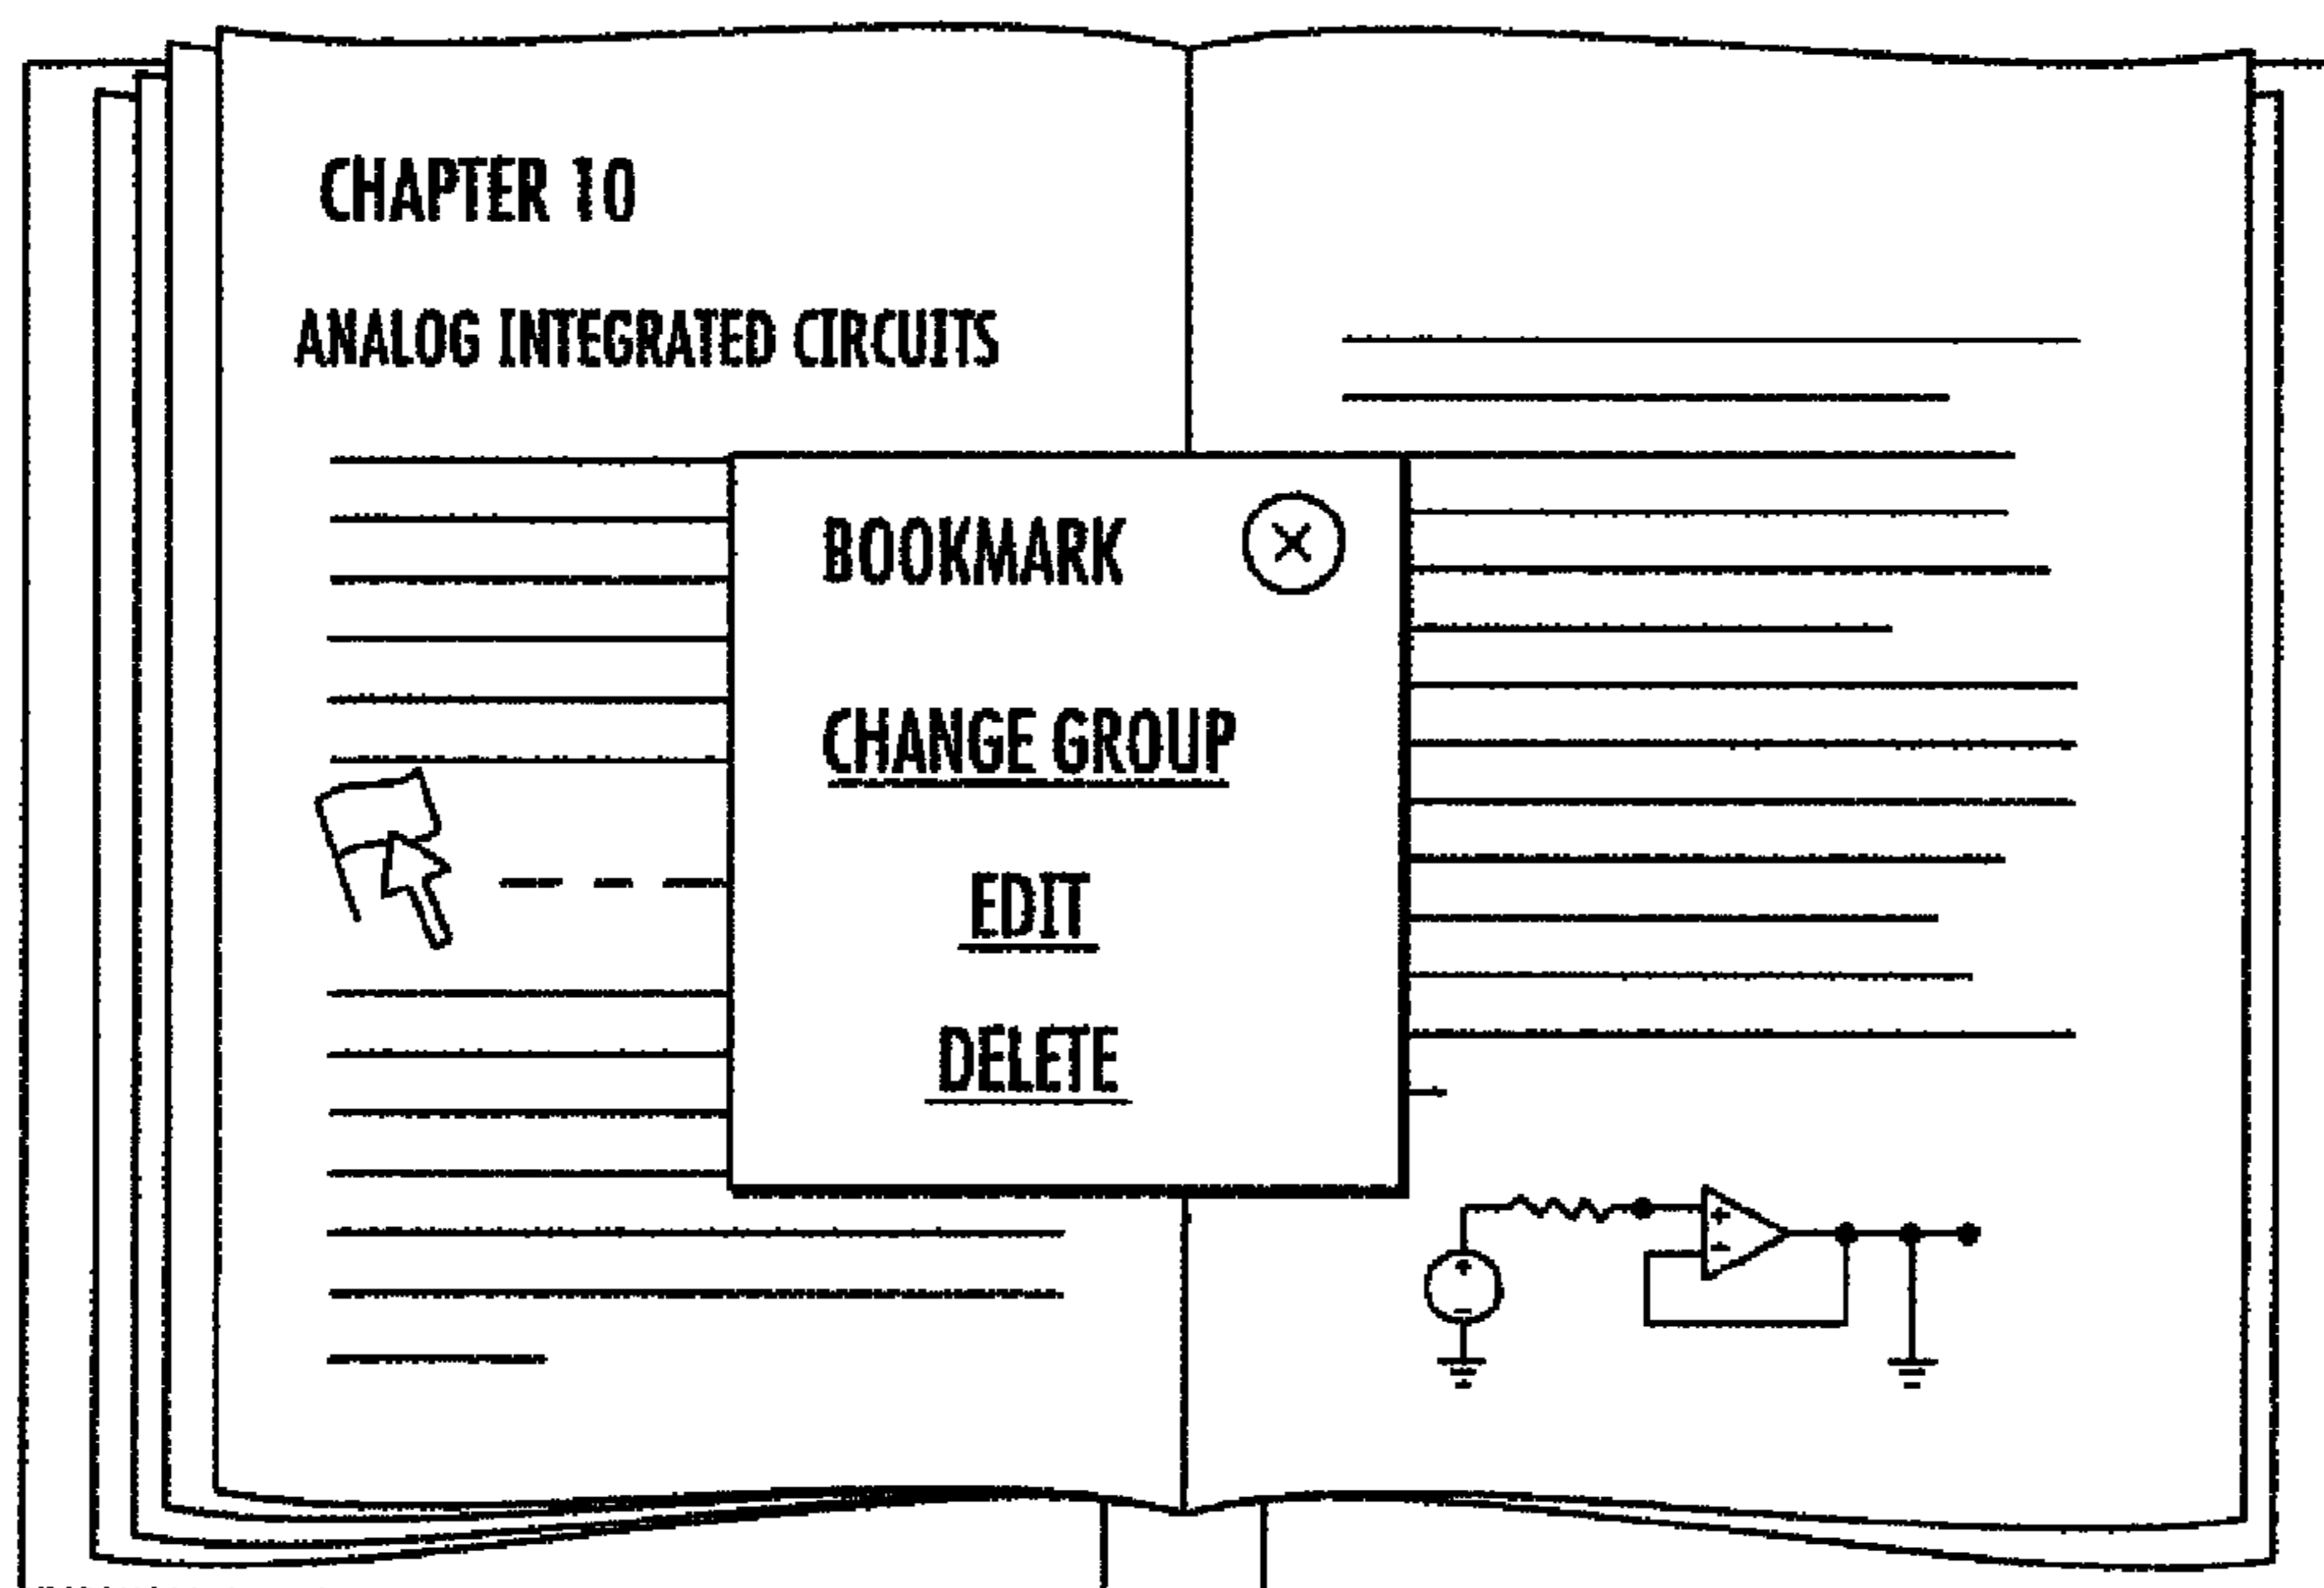 CHAPTER 10
ANALOG INTEGRATED CIRCUITS
BOOKMARK
CHANGE GROUP
EDIT
DELETE